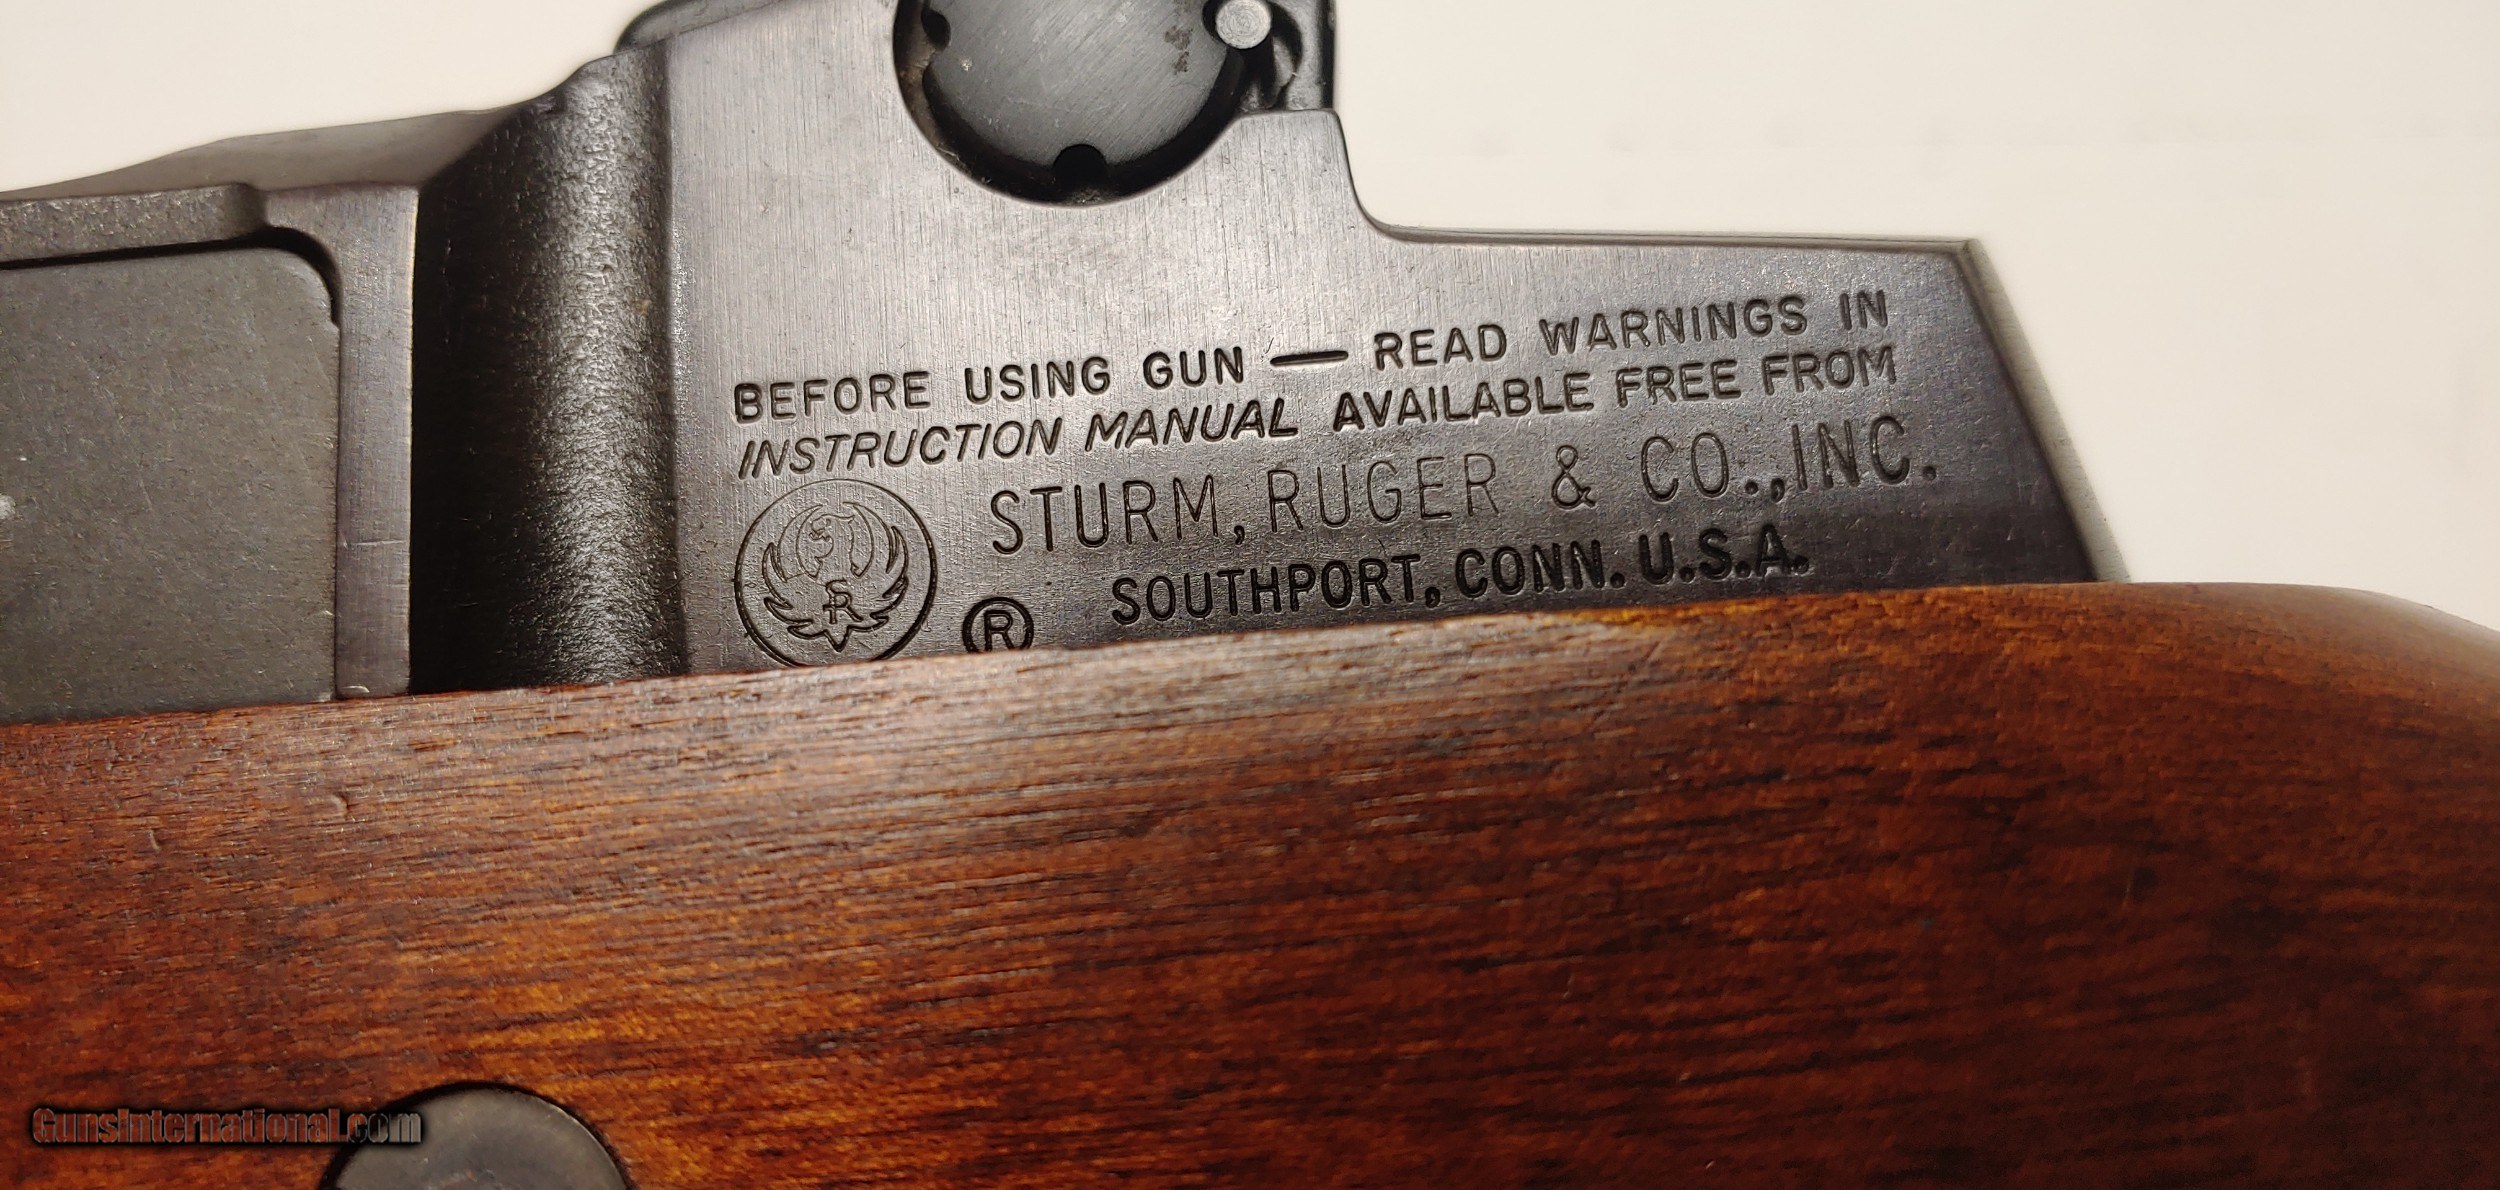 BEFORE USING GUN — READ WARNINGS IN
INSTRUCTION MANUAL AVAILABLE FREE FROM
STURM, RUGER & CO., INC.
R
®
SOUTHPORT, CONN. U.S.A.
GunsInternational.com